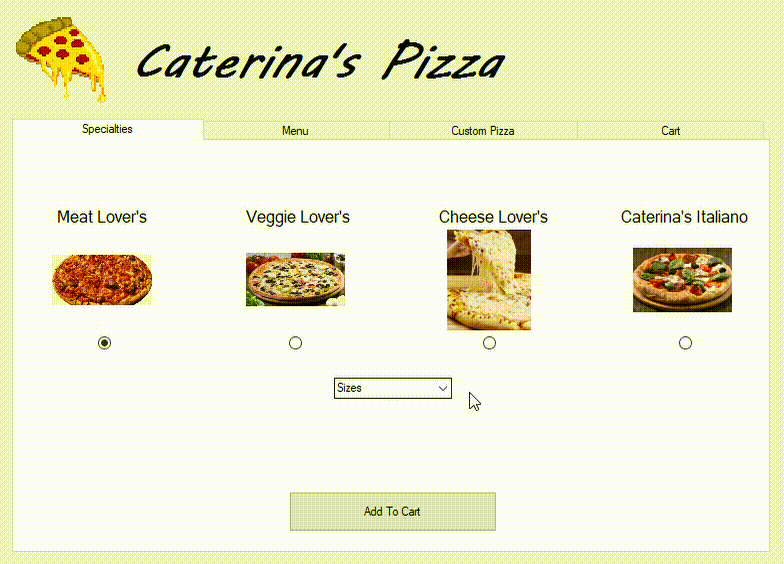 Caterina's Pizza
Specialties Menu Custom Pizza Cart
Meat Lover's Veggie Lover's Cheese Lover's Caterina's Italiano
Sizes
Add To Cart